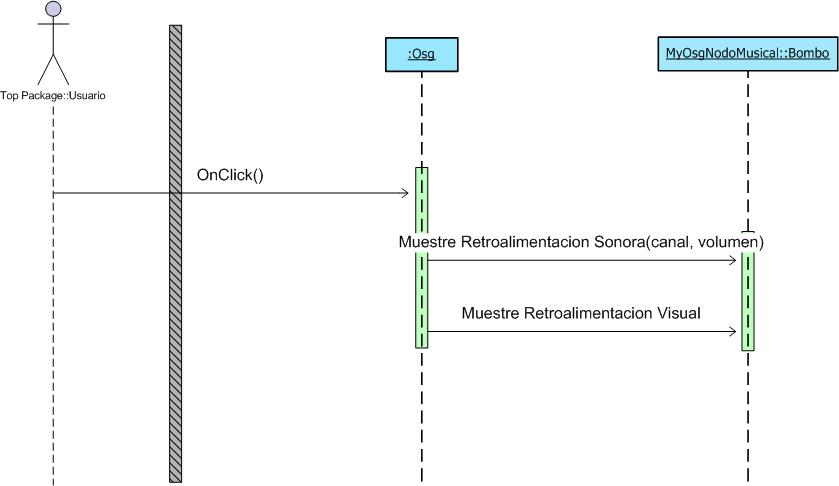 :Osg
MyOsgNodoMusical::Bombo
Top Package::Usuario
OnClick()
Muestre Retroalimentacion Sonora(canal, volumen)
Muestre Retroalimentacion Visual